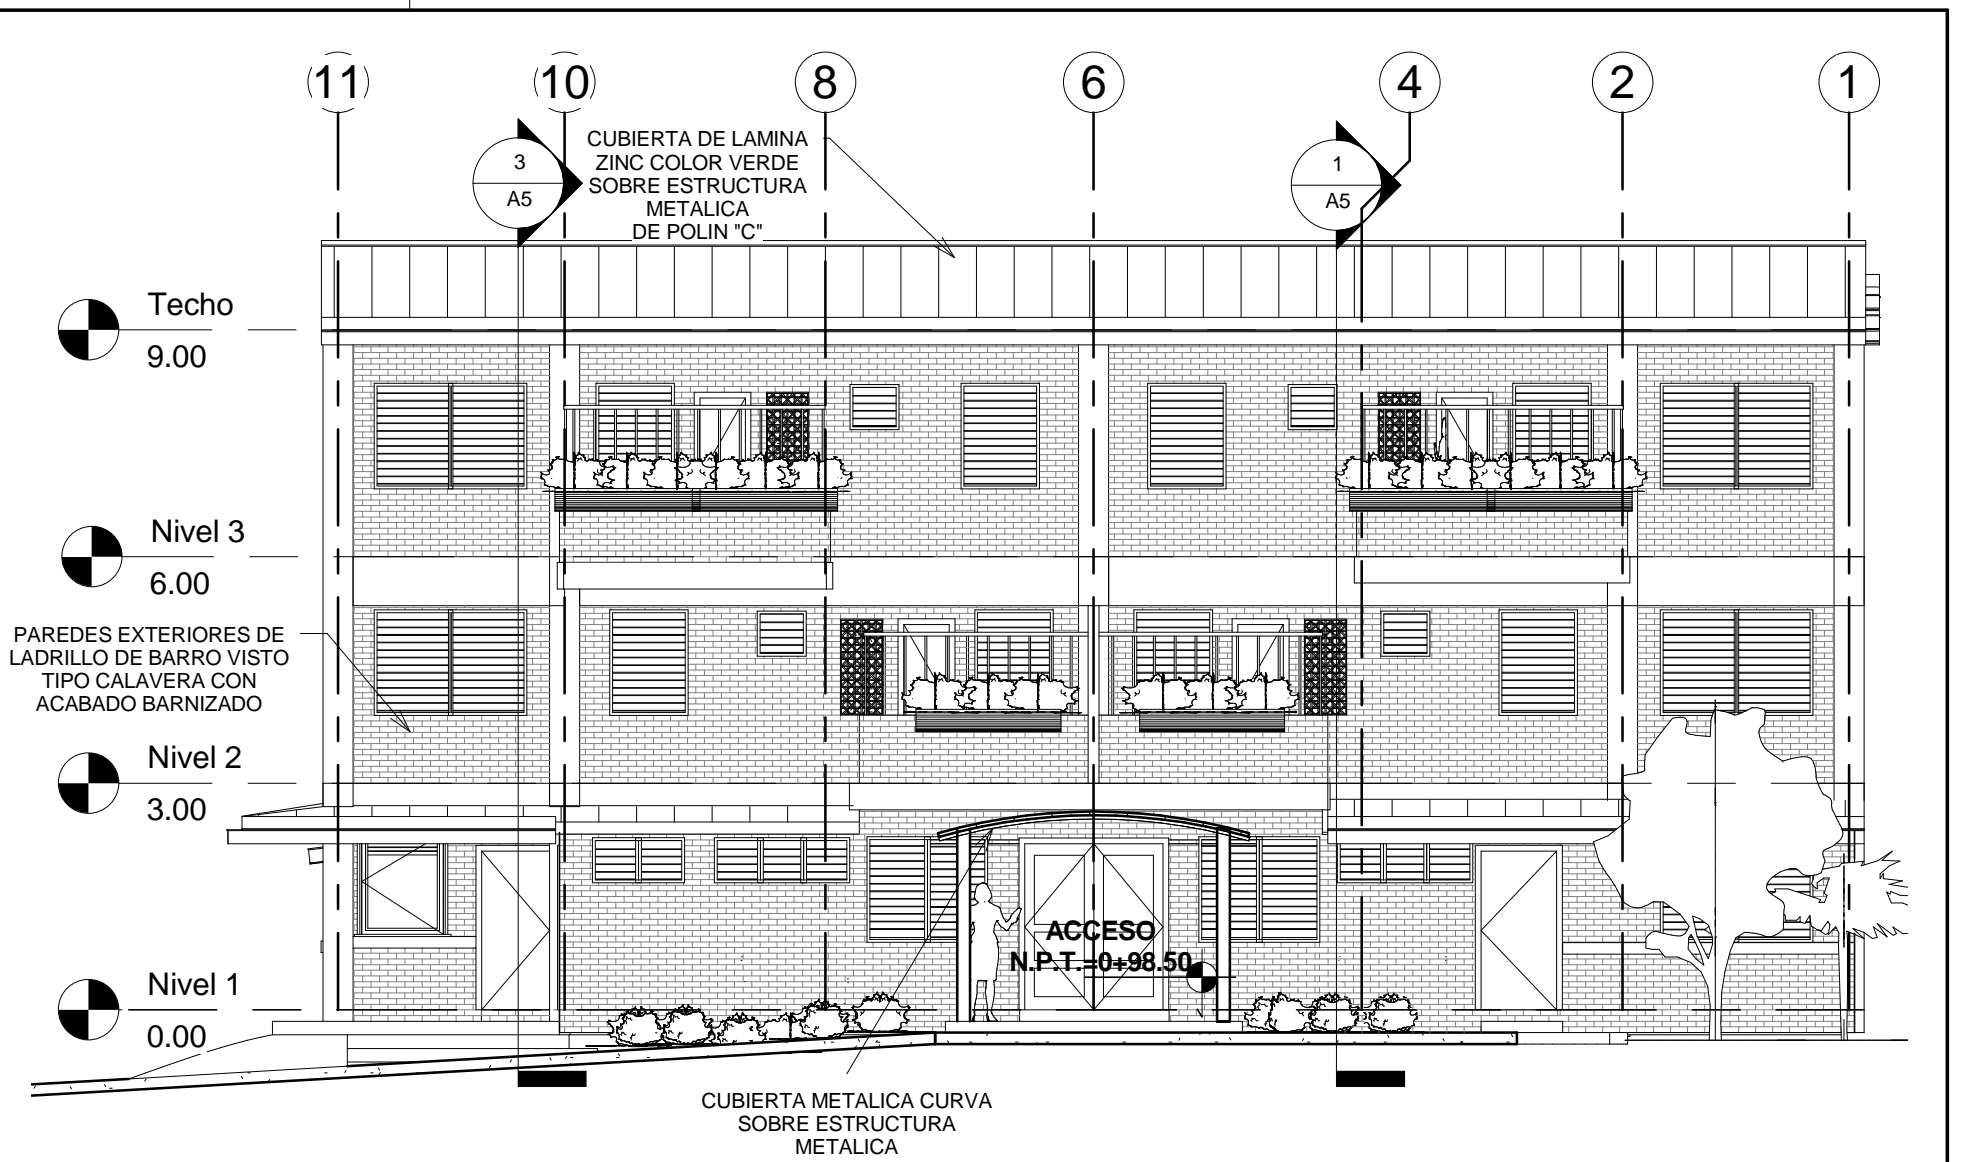 11
10
8
6
4
2
1
3
A5
CUBIERTA DE LAMINA
ZINC COLOR VERDE
SOBRE ESTRUCTURA
METALICA
DE POLIN "C"
1
A5
Techo
9.00
Nivel 3
6.00
PAREDES EXTERIORES DE
LADRILLO DE BARRO VISTO
TIPO CALAVERA CON
ACABADO BARNIZADO
Nivel 2
3.00
ACCESO
N.P.T.=0+98.50
Nivel 1
0.00
CUBIERTA METALICA CURVA
SOBRE ESTRUCTURA
METALICA